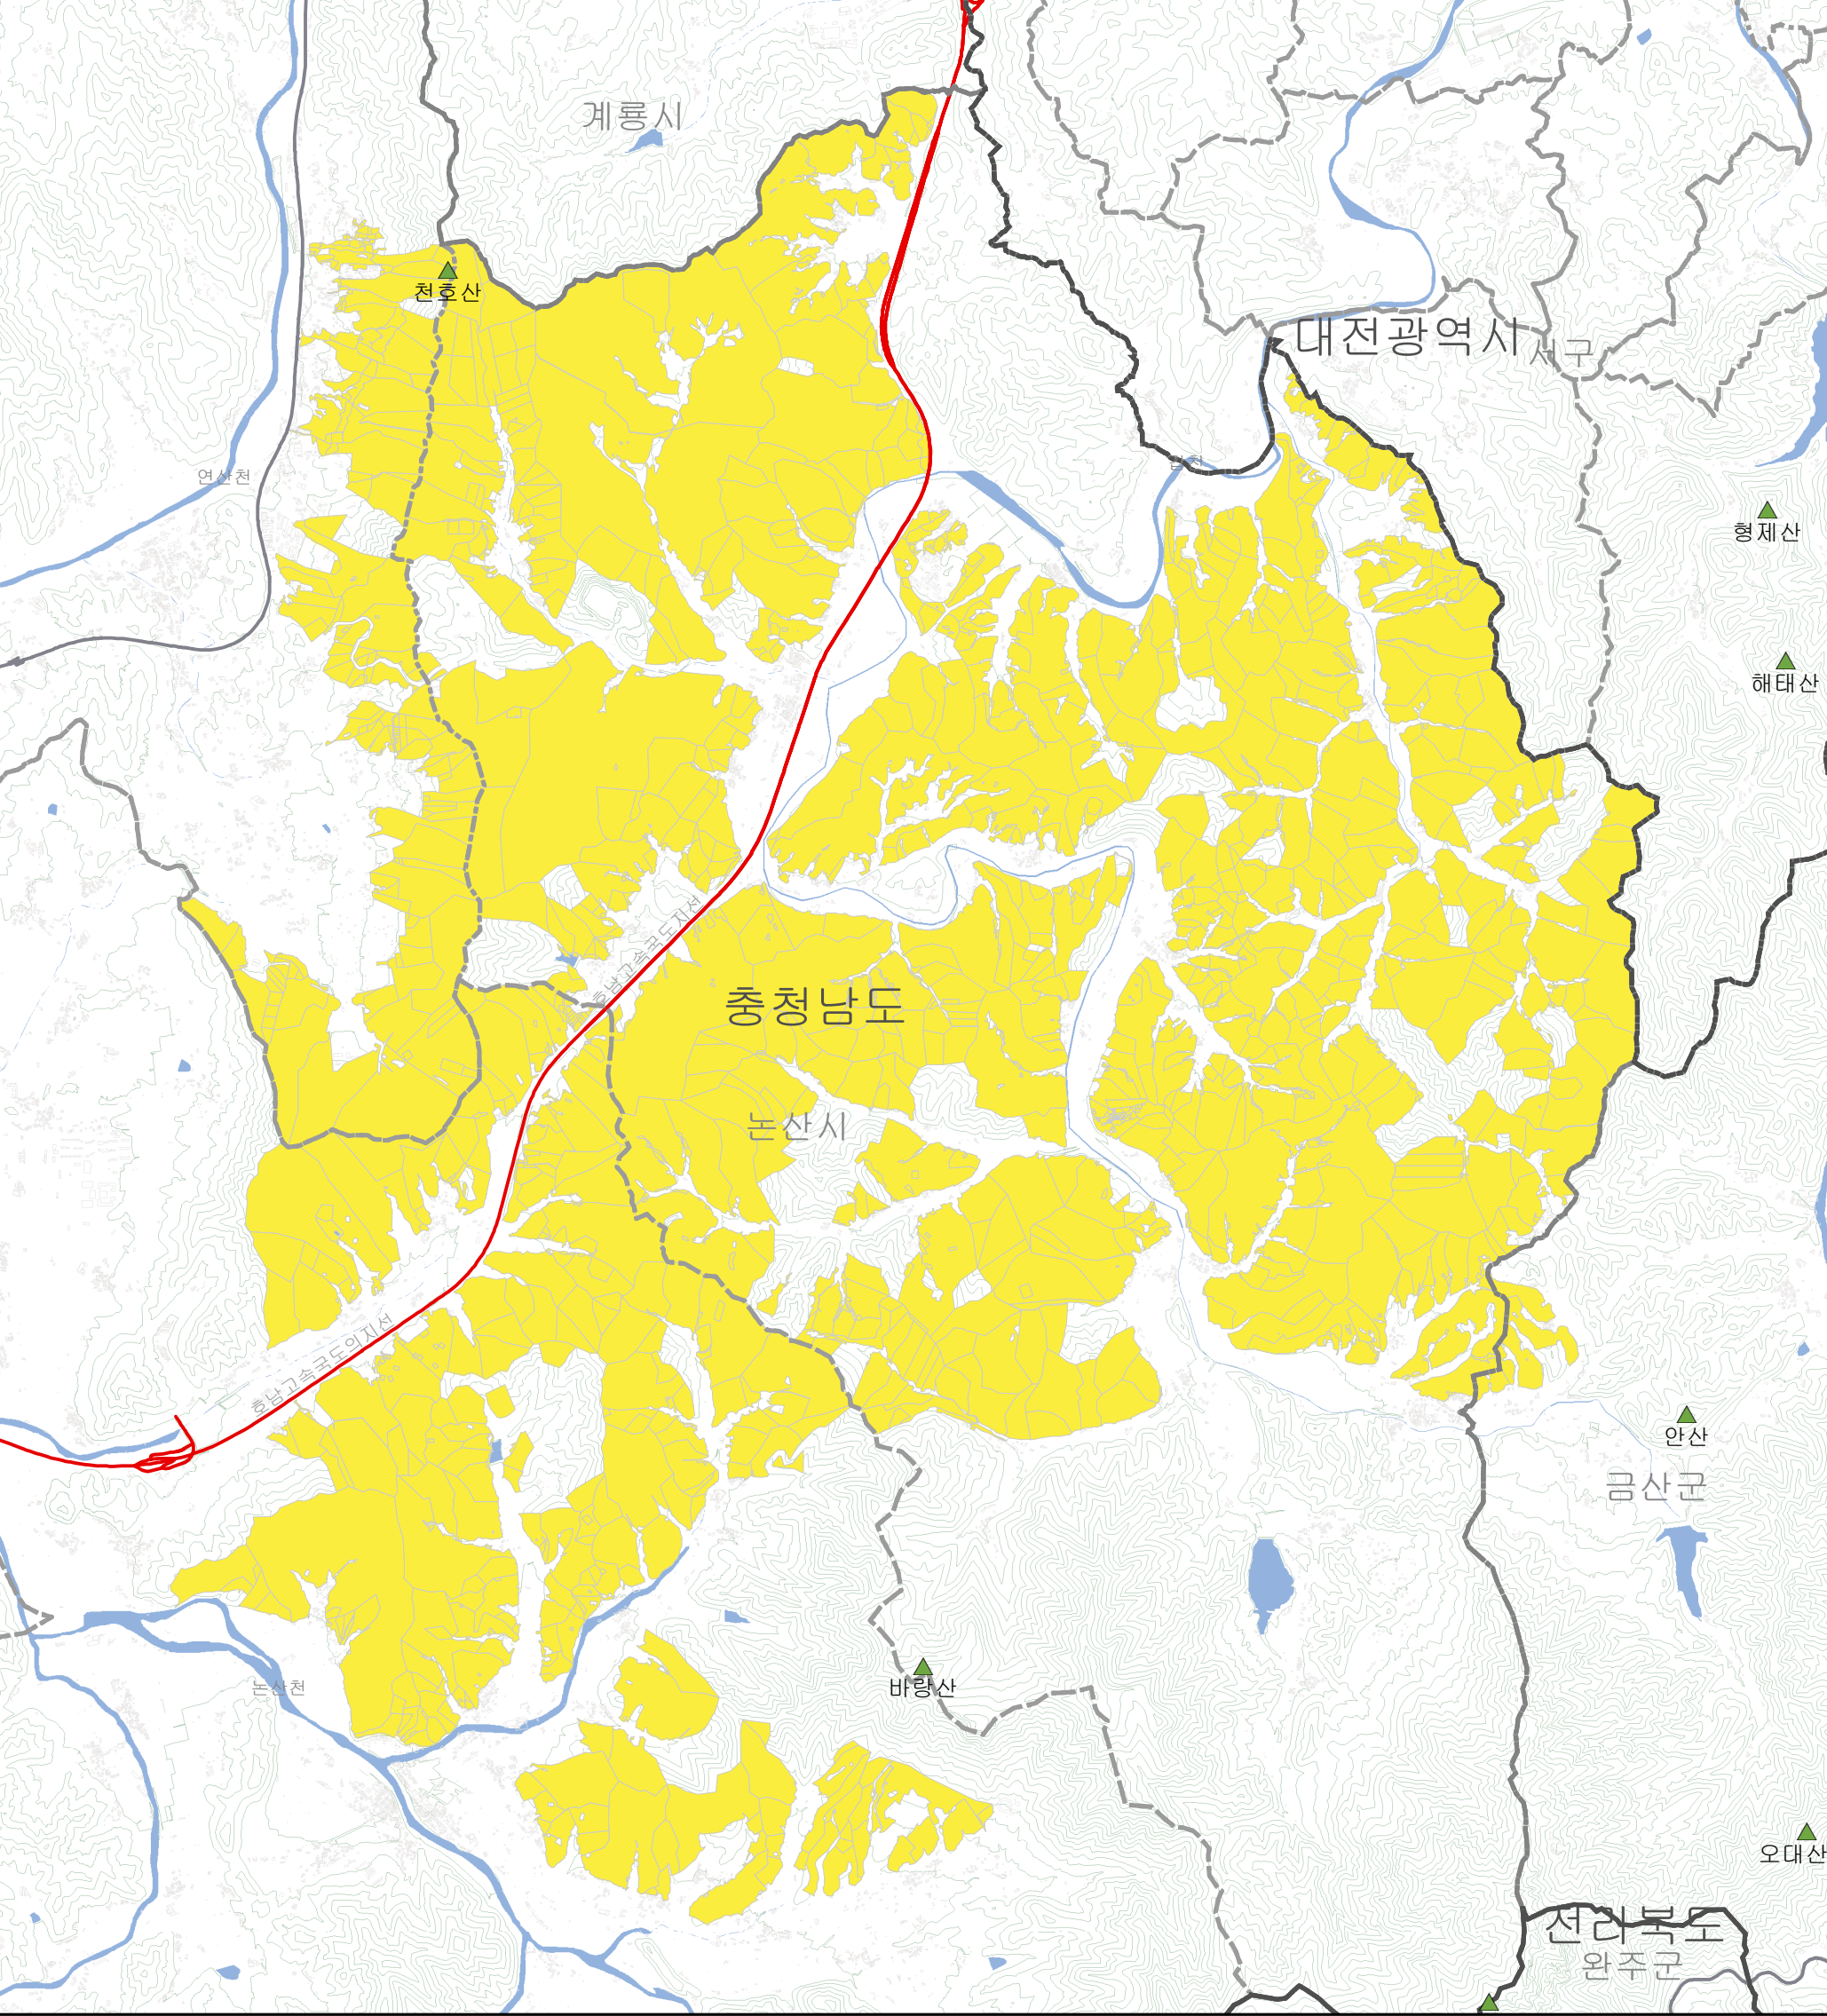 계룡시
천호산
대전광역시
서구
연산천
갑천
형제산
해태산
호남고속국도지선
충청남도
논산시
호남고속국도의지선
안산
금산군
논산천
바랑산
오대산
전라북도
완주군